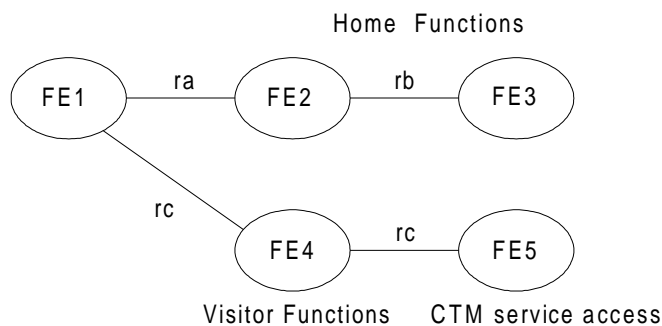 Home Functions
FE1 ra FE2 rb FE3
rc
FE4 rc FE5
Visitor Functions CTM service access